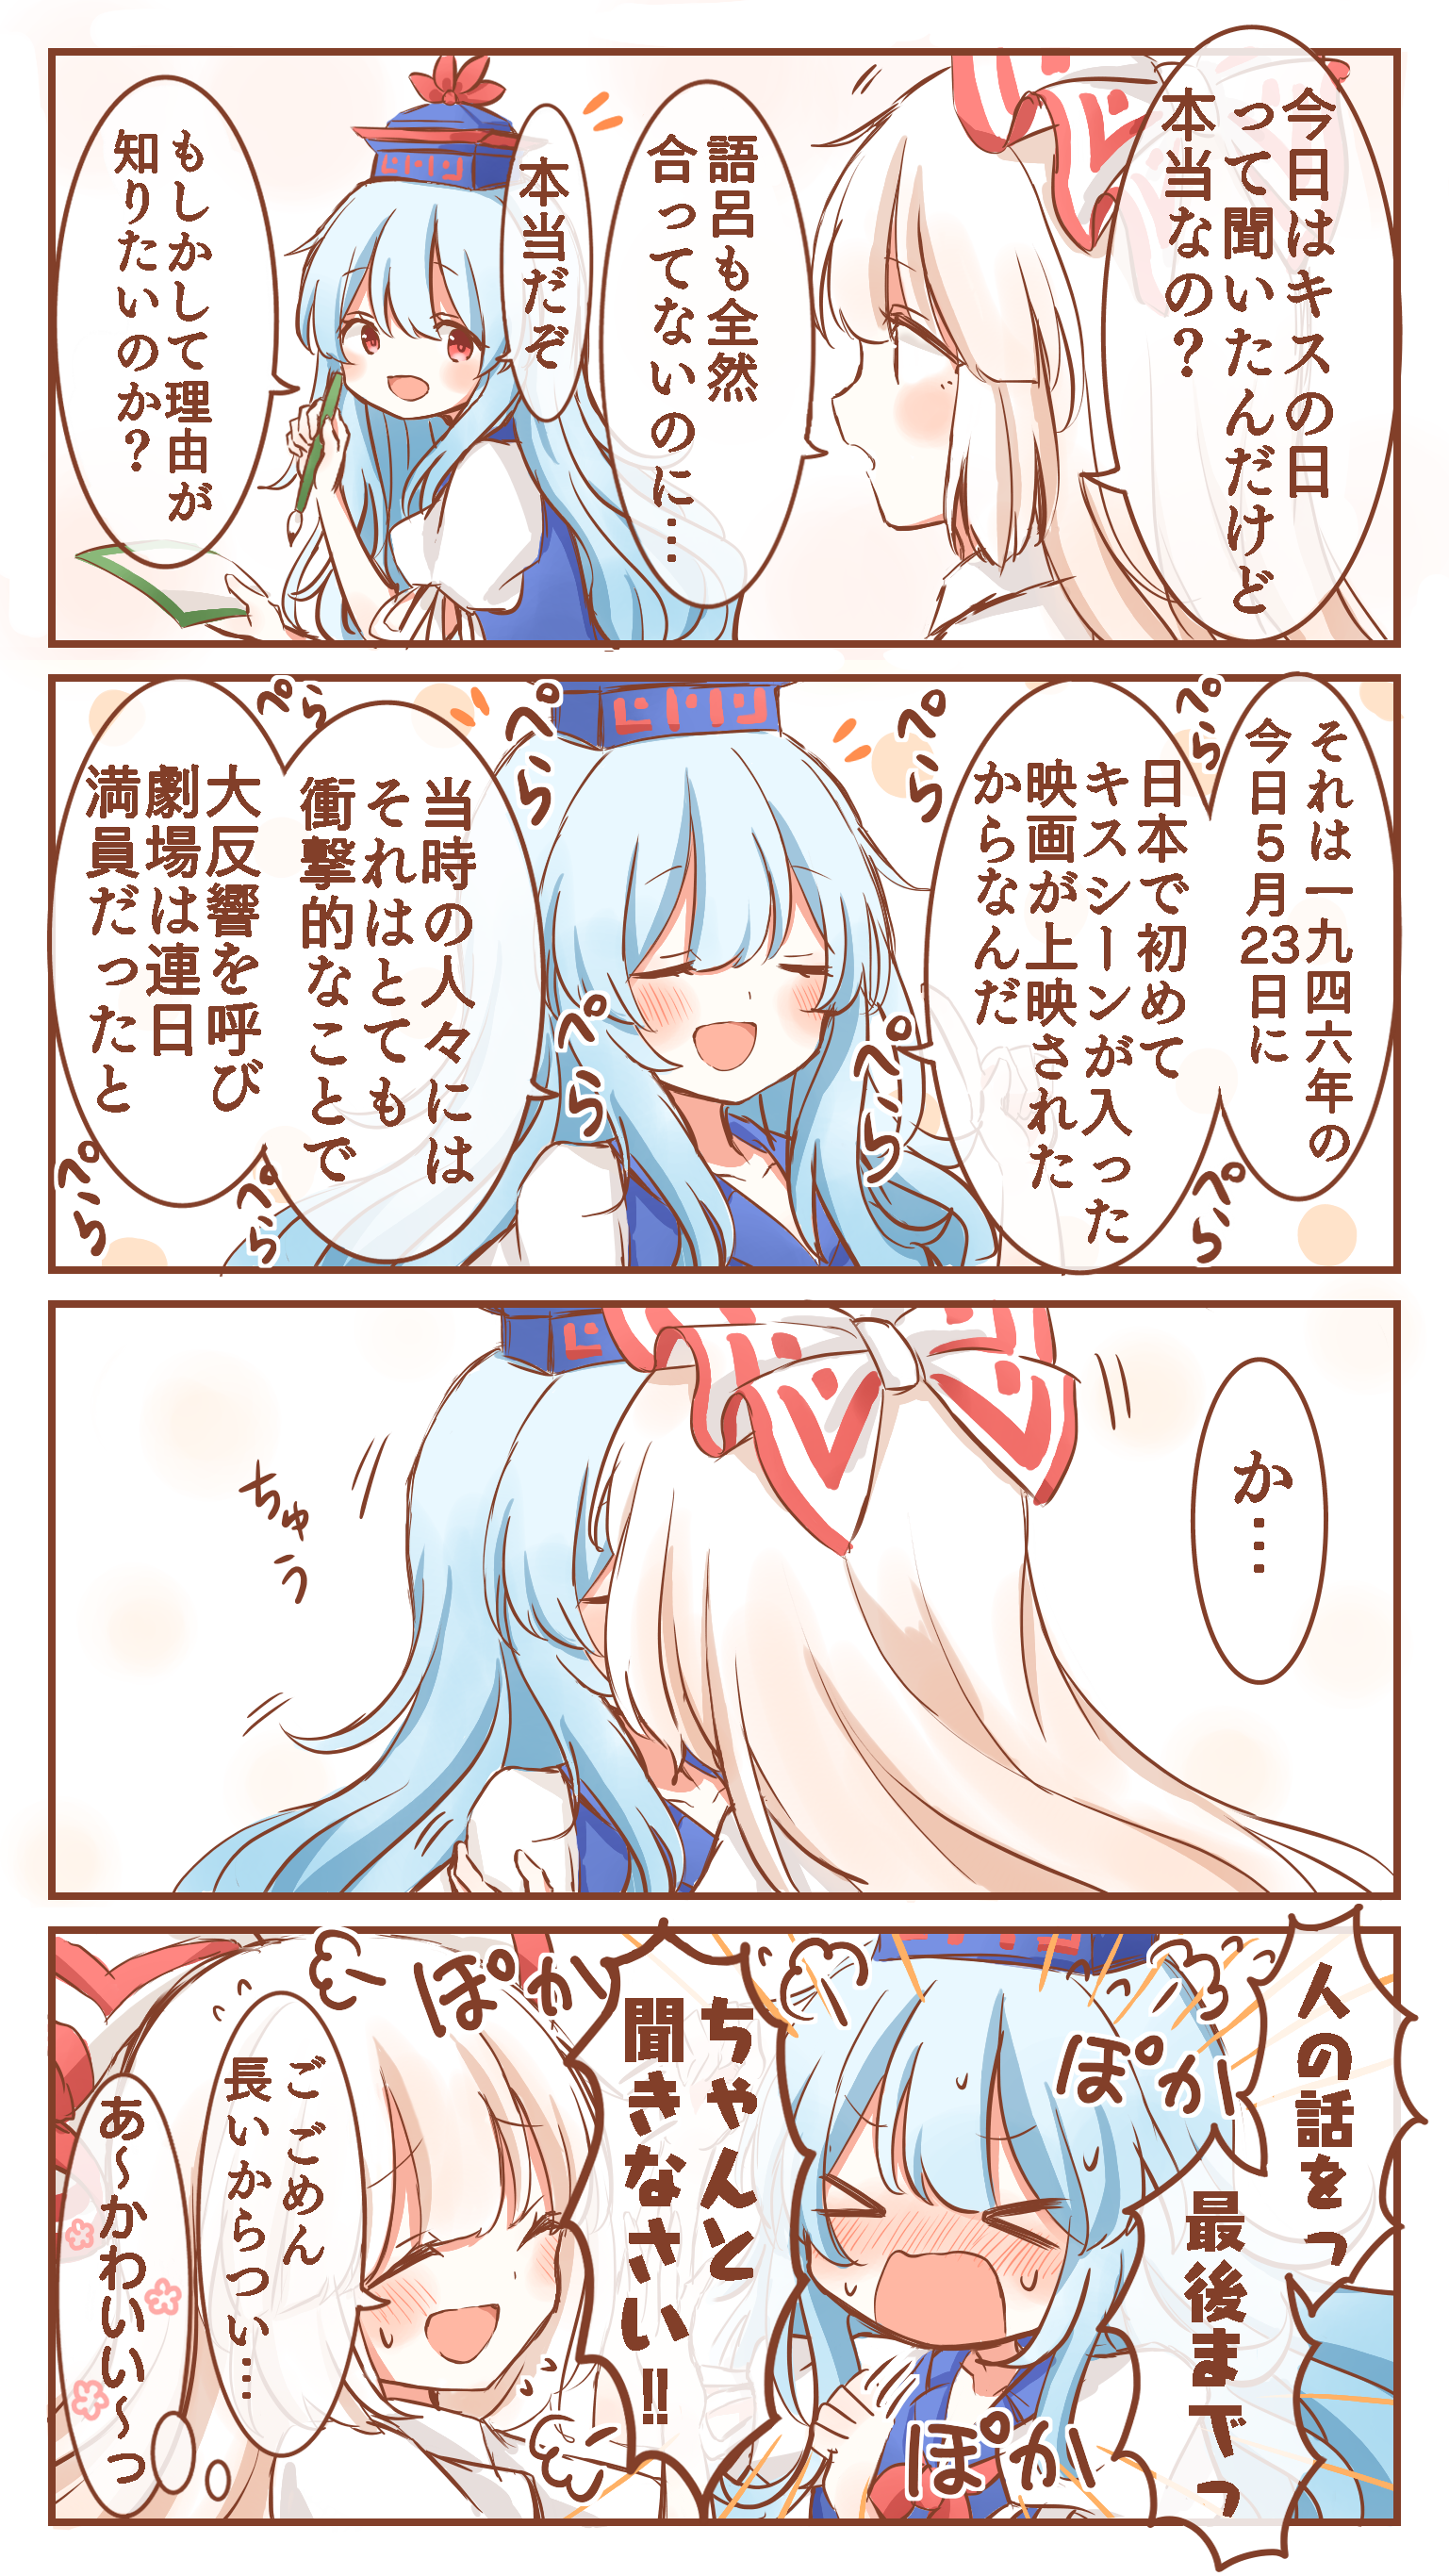 今日はキスの日
って聞いたんだけど
本当なの？
語呂も全然
合ってないのに…
本当だぞ
もしかして理由が
知りたいのか？
それは一九四六年の
今日5月23日に
日本で初めて
キスシーンが入った
映画が上映された
からなんだ
当時の人々には
それはとても
衝撃的なことで
大反響を呼び
劇場は連日
満員だったと
ぺら
ぺら
ぺら
ぺら
ぺら
ぺら
ぺら
ぺら
ぺら
か…
ちゅぅ
人の話をっ
最後までっ
ちゃんと
聞きなさい!!
ぽか
ぽか
ぽか
ごごめん
長いからつい…
あ～かわいい～っ